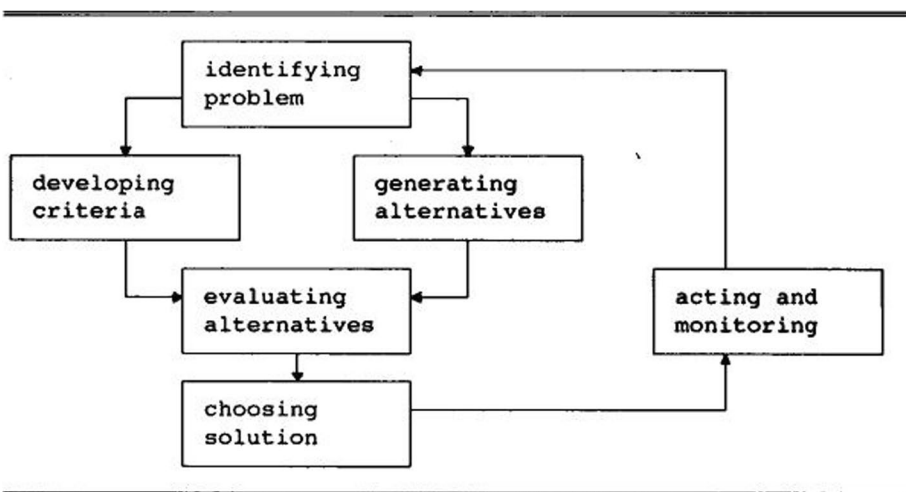 identifying
problem
developing
criteria
generating
alternatives
evaluating
alternatives
acting and
monitoring
choosing
solution